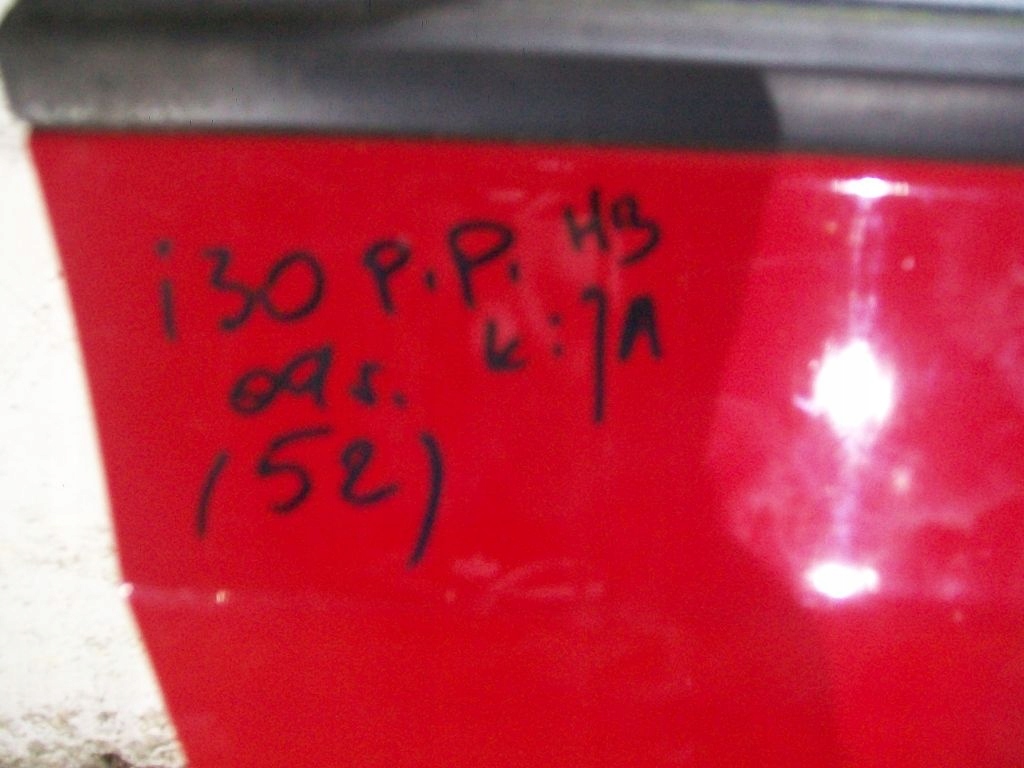 i30 P.P. HB
09г. k:7A
(52)